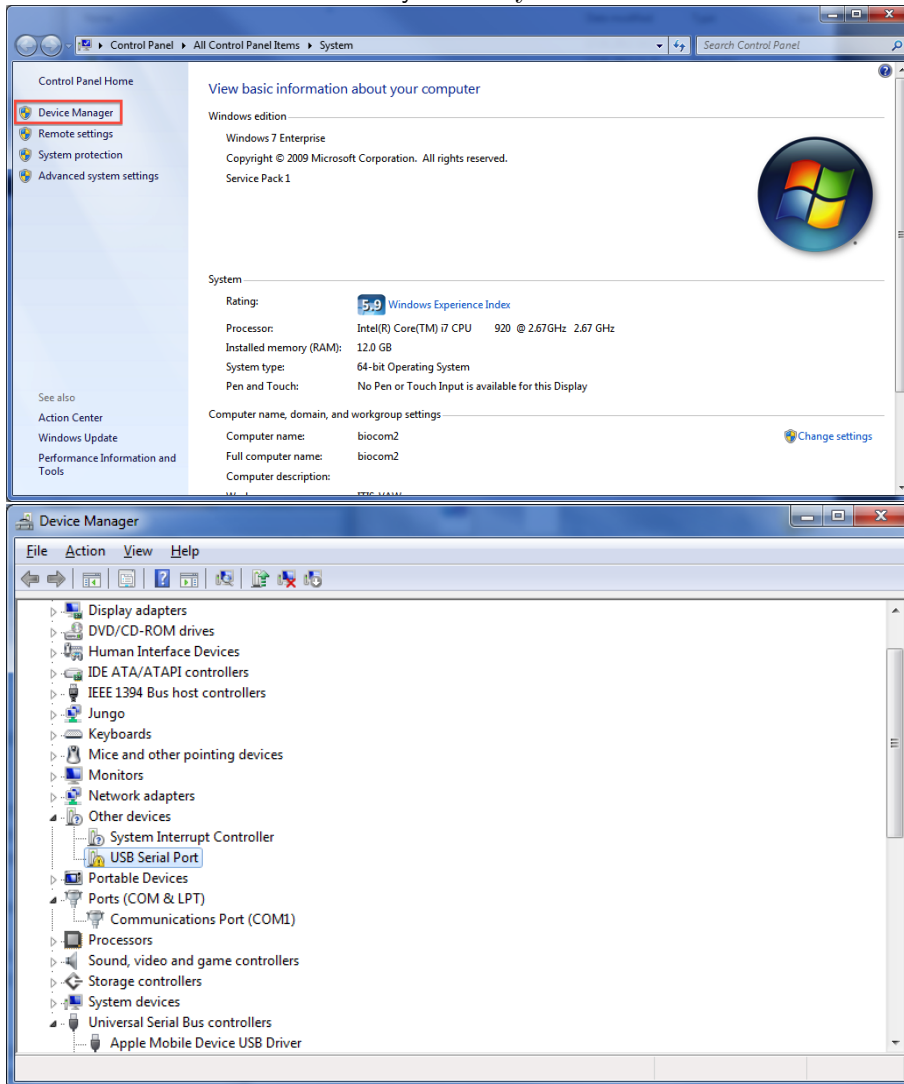 Control Panel ▸ All Control Panel Items ▸ System
Search Control Panel
Control Panel Home
Device Manager
Remote settings
System protection
Advanced system settings
See also
Action Center
Windows Update
Performance Information and
Tools
View basic information about your computer
Windows edition
Windows 7 Enterprise
Copyright © 2009 Microsoft Corporation. All rights reserved.
Service Pack 1
System
Rating:
5,9 Windows Experience Index
Processor: Intel(R) Core(TM) i7 CPU 920 @ 2.67GHz 2.67 GHz
Installed memory (RAM): 12.0 GB
System type: 64-bit Operating System
Pen and Touch: No Pen or Touch Input is available for this Display
Computer name, domain, and workgroup settings
Computer name: biocom2
Change settings
Full computer name: biocom2
Computer description:
Device Manager
File Action View Help
Display adapters
DVD/CD-ROM drives
Human Interface Devices
IDE ATA/ATAPI controllers
IEEE 1394 Bus host controllers
Jungo
Keyboards
Mice and other pointing devices
Monitors
Network adapters
Other devices
System Interrupt Controller
USB Serial Port
Portable Devices
Ports (COM & LPT)
Communications Port (COM1)
Processors
Sound, video and game controllers
Storage controllers
System devices
Universal Serial Bus controllers
Apple Mobile Device USB Driver